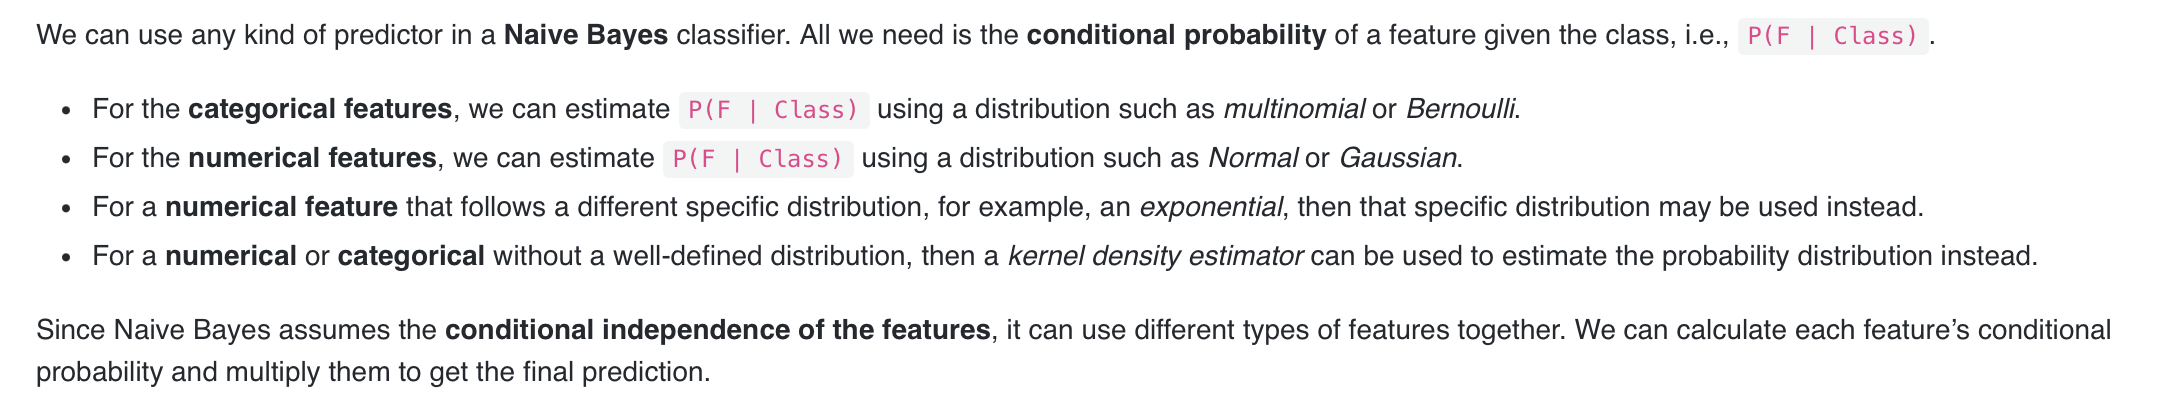 We can use any kind of predictor in a Naive Bayes classifier. All we need is the conditional probability of a feature given the class, i.e., P(F | Class).
• For the categorical features, we can estimate P(F | Class) using a distribution such as multinomial or Bernoulli.
• For the numerical features, we can estimate P(F | Class) using a distribution such as Normal or Gaussian.
• For a numerical feature that follows a different specific distribution, for example, an exponential, then that specific distribution may be used instead.
• For a numerical or categorical without a well-defined distribution, then a kernel density estimator can be used to estimate the probability distribution instead.
Since Naive Bayes assumes the conditional independence of the features, it can use different types of features together. We can calculate each feature’s conditional
probability and multiply them to get the final prediction.